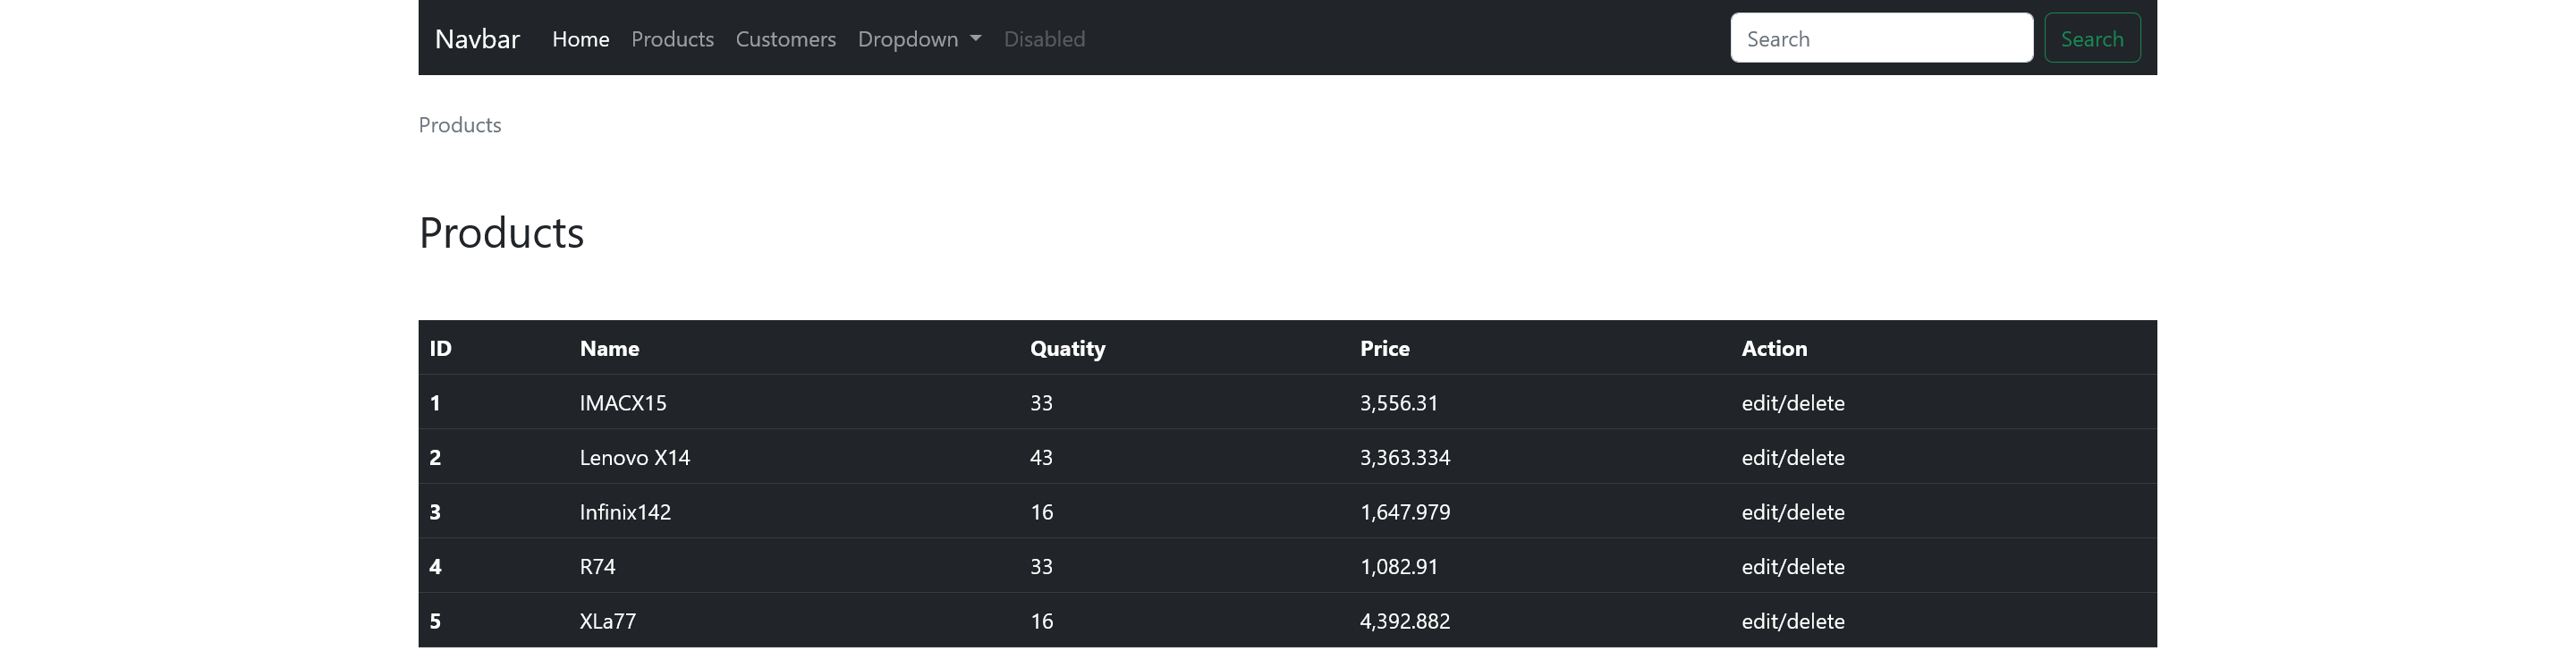 Navbar Home Products Customers Dropdown Disabled Search Search
Products
Products
ID Name Quatity Price Action
1 IMACX15 33 3,556.31 edit/delete
2 Lenovo X14 43 3,363.334 edit/delete
3 Infinix142 16 1,647.979 edit/delete
4 R74 33 1,082.91 edit/delete
5 XLa77 16 4,392.882 edit/delete